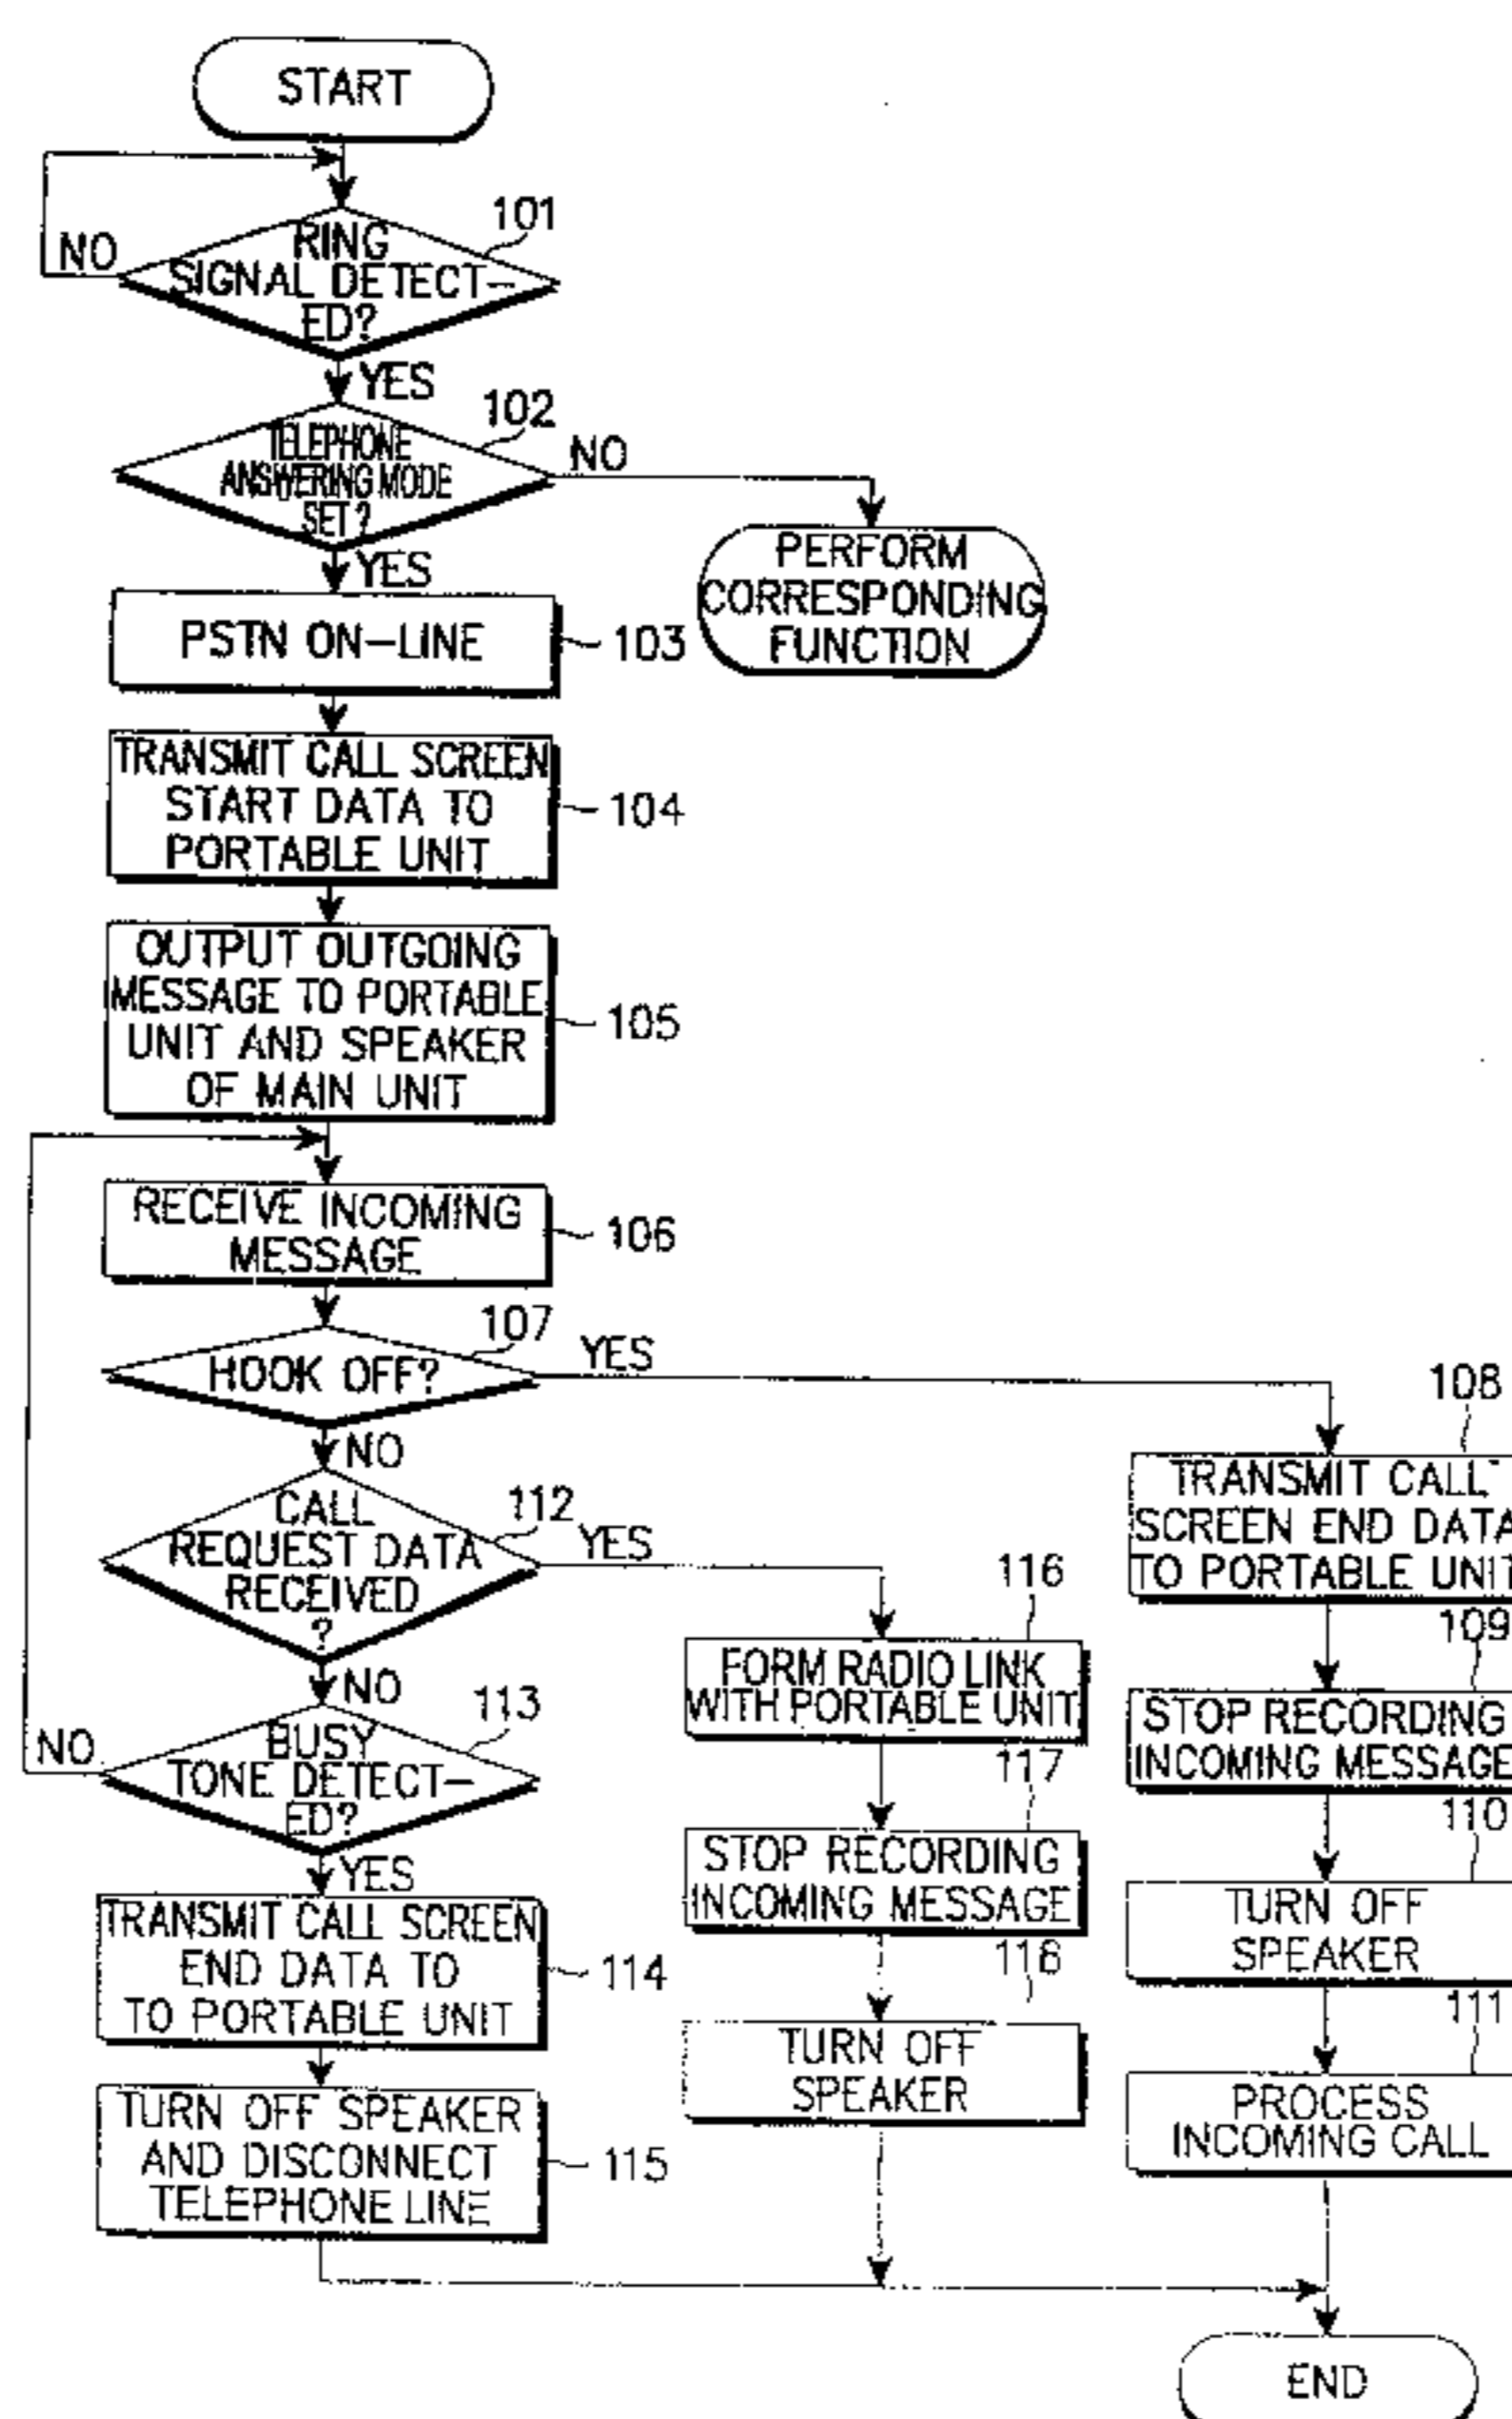 START
101
NO
RING
SIGNAL DETECT-
ED?
YES
102
TELEPHONE
ANSWERING MODE
SET?
NO
YES
PERFORM
CORRESPONDING
FUNCTION
PSTN ON-LINE
103
TRANSMIT CALL SCREEN
START DATA TO
PORTABLE UNIT
104
OUTPUT OUTGOING
MESSAGE TO PORTABLE
UNIT AND SPEAKER
OF MAIN UNIT
105
RECEIVE INCOMING
MESSAGE
106
107
HOOK OFF?
YES
NO
108
TRANSMIT CALL
SCREEN END DATA
TO PORTABLE UNIT
109
STOP RECORDING
INCOMING MESSAGE
110
TURN OFF
SPEAKER
111
PROCESS
INCOMING CALL
112
CALL
REQUEST DATA
RECEIVED
?
YES
NO
116
FORM RADIO LINK
WITH PORTABLE UNIT
117
STOP RECORDING
INCOMING MESSAGE
118
TURN OFF
SPEAKER
113
NO
BUSY
TONE DETECT-
ED?
YES
TRANSMIT CALL SCREEN
END DATA TO
TO PORTABLE UNIT
114
TURN OFF SPEAKER
AND DISCONNECT
TELEPHONE LINE
115
END